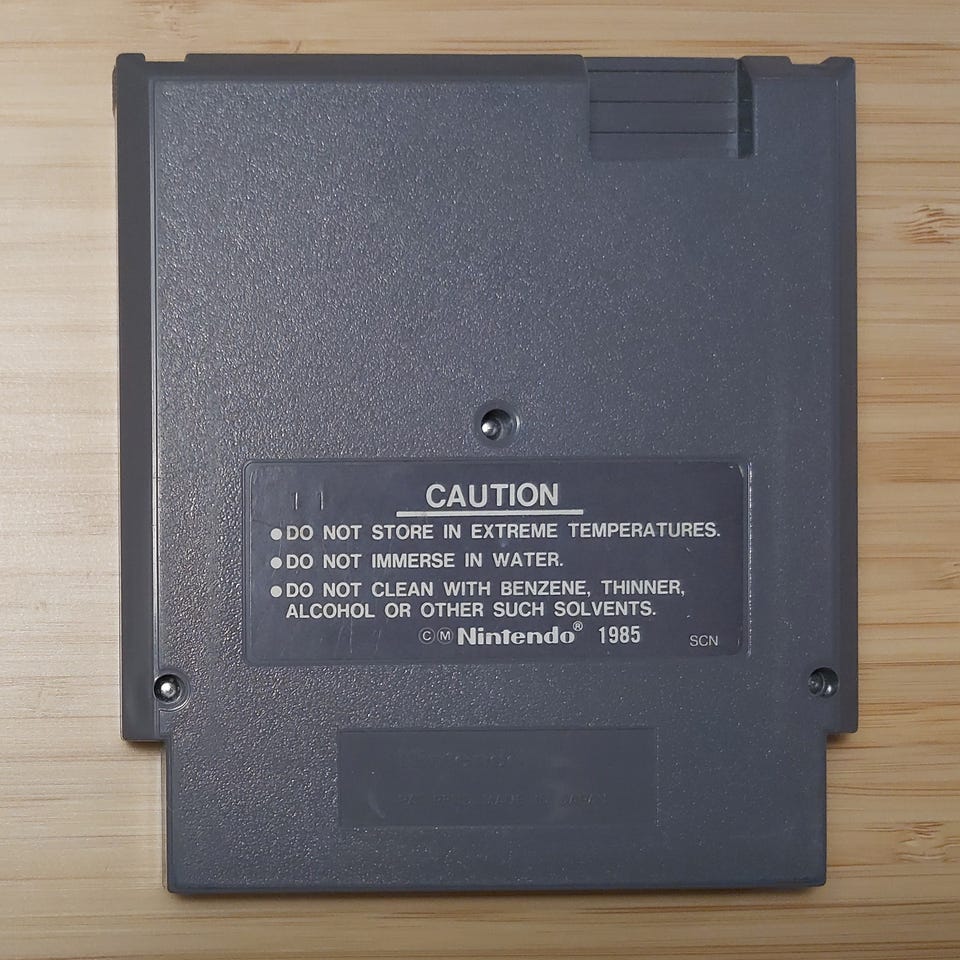 CAUTION
●DO NOT STORE IN EXTREME TEMPERATURES.
●DO NOT IMMERSE IN WATER.
●DO NOT CLEAN WITH BENZENE, THINNER,
ALCOHOL OR OTHER SUCH SOLVENTS.
ⒸⓂNintendo® 1985 SCN